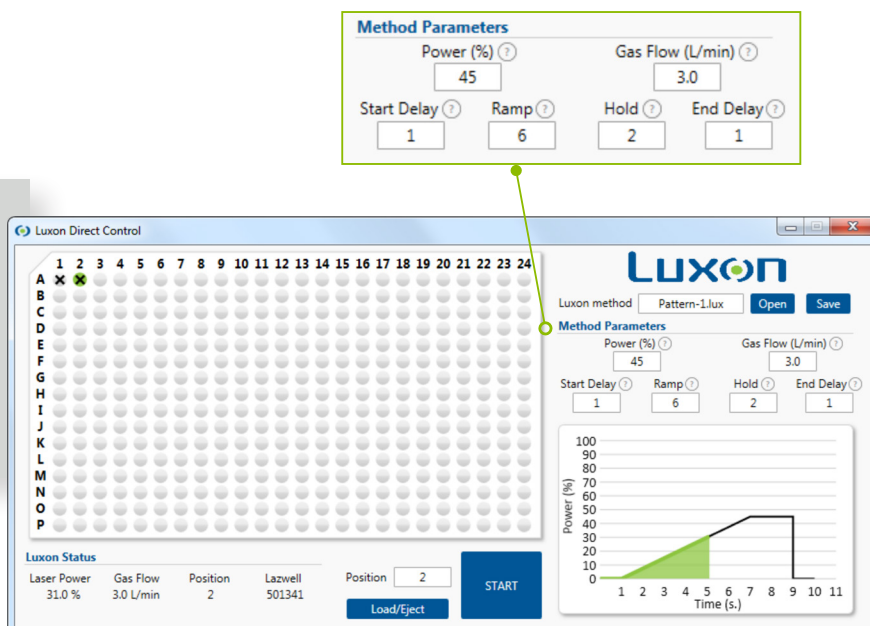 Method Parameters
Power (%) ? Gas Flow (L/min) ?
45 3.0
Start Delay ? Ramp ? Hold ? End Delay ?
1 6 2 1
Luxon Direct Control
1 2 3 4 5 6 7 8 9 10 11 12 13 14 15 16 17 18 19 20 21 22 23 24
A
B
C
D
E
F
G
H
I
J
K
L
M
N
O
P
Luxon
Luxon method Pattern-1.lux Open Save
Method Parameters
Power (%) ? Gas Flow (L/min) ?
45 3.0
Start Delay ? Ramp ? Hold ? End Delay ?
1 6 2 1
100
90
80
70
60
50
40
30
20
10
0
Power (%)
1 2 3 4 5 6 7 8 9 10 11
Time (s.)
Luxon Status
Laser Power Gas Flow Position Lazwell
31.0 % 3.0 L/min 2 501341
Position 2
Load/Eject
START